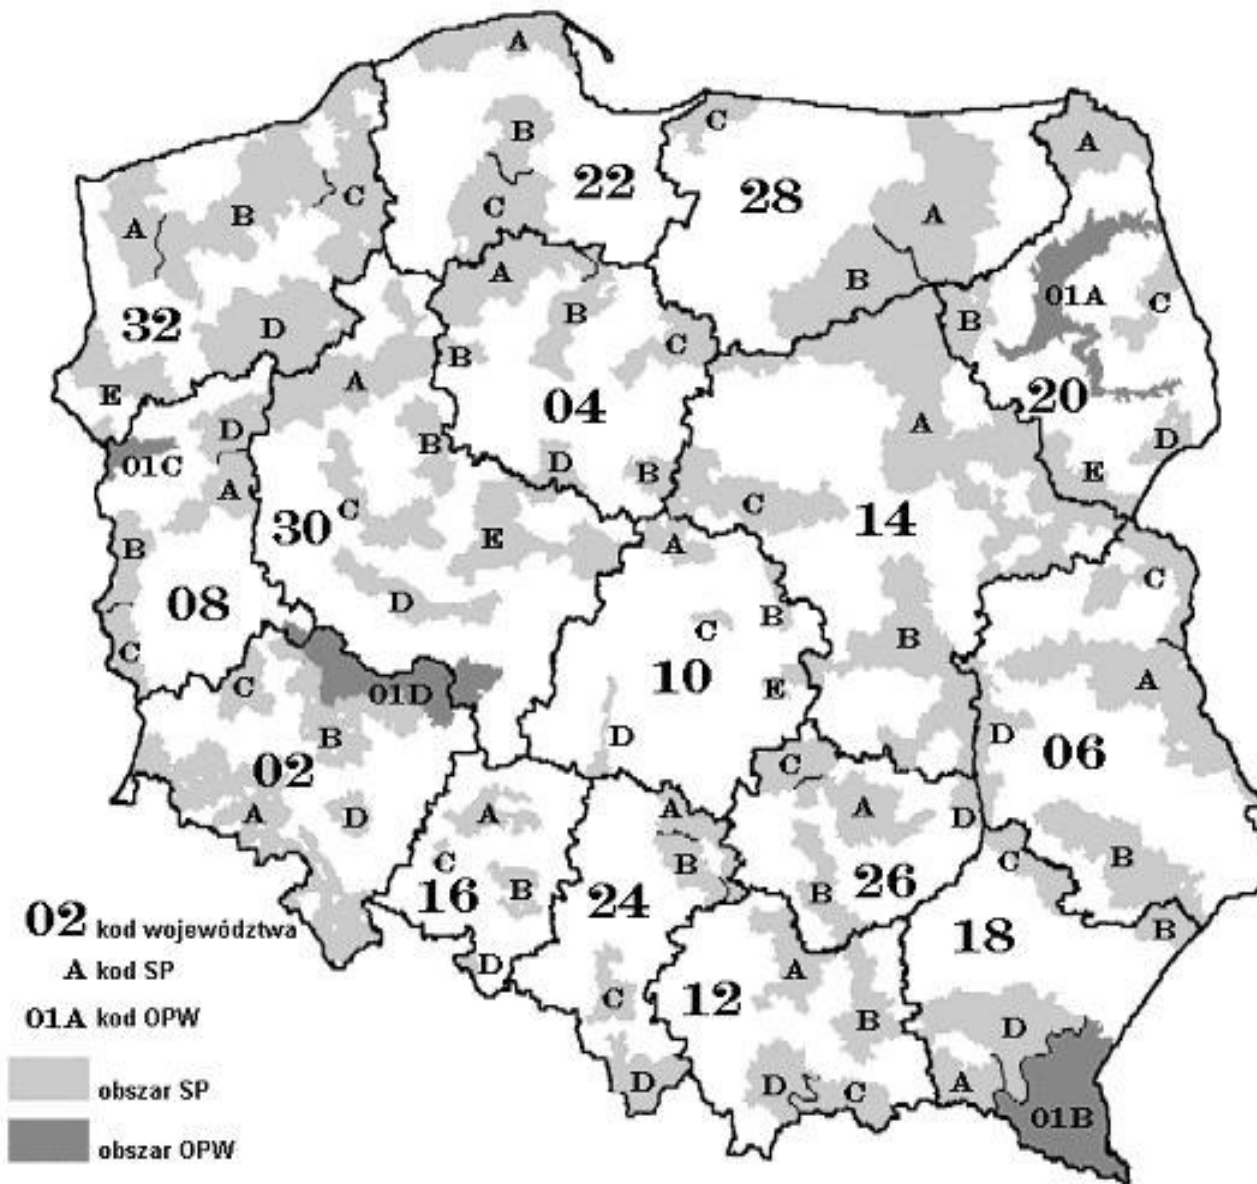 A
B
C
22
C
28
A
B
A
A
B
C
32
D
E
A
B
C
B
04
D
B
01A
C
B
20
D
E
D
01C
A
B
08
C
A
B
C
30
E
D
A
C
14
B
A
B
C
10
E
D
C
A
06
D
B
C
01D
B
02
A
D
A
C
16
B
D
A
B
24
C
D
C
A
D
B
26
C
18
B
D
A
01B
A
12
B
D
C
02 kod województwa
A kod SP
01A kod OPW
obszar SP
obszar OPW